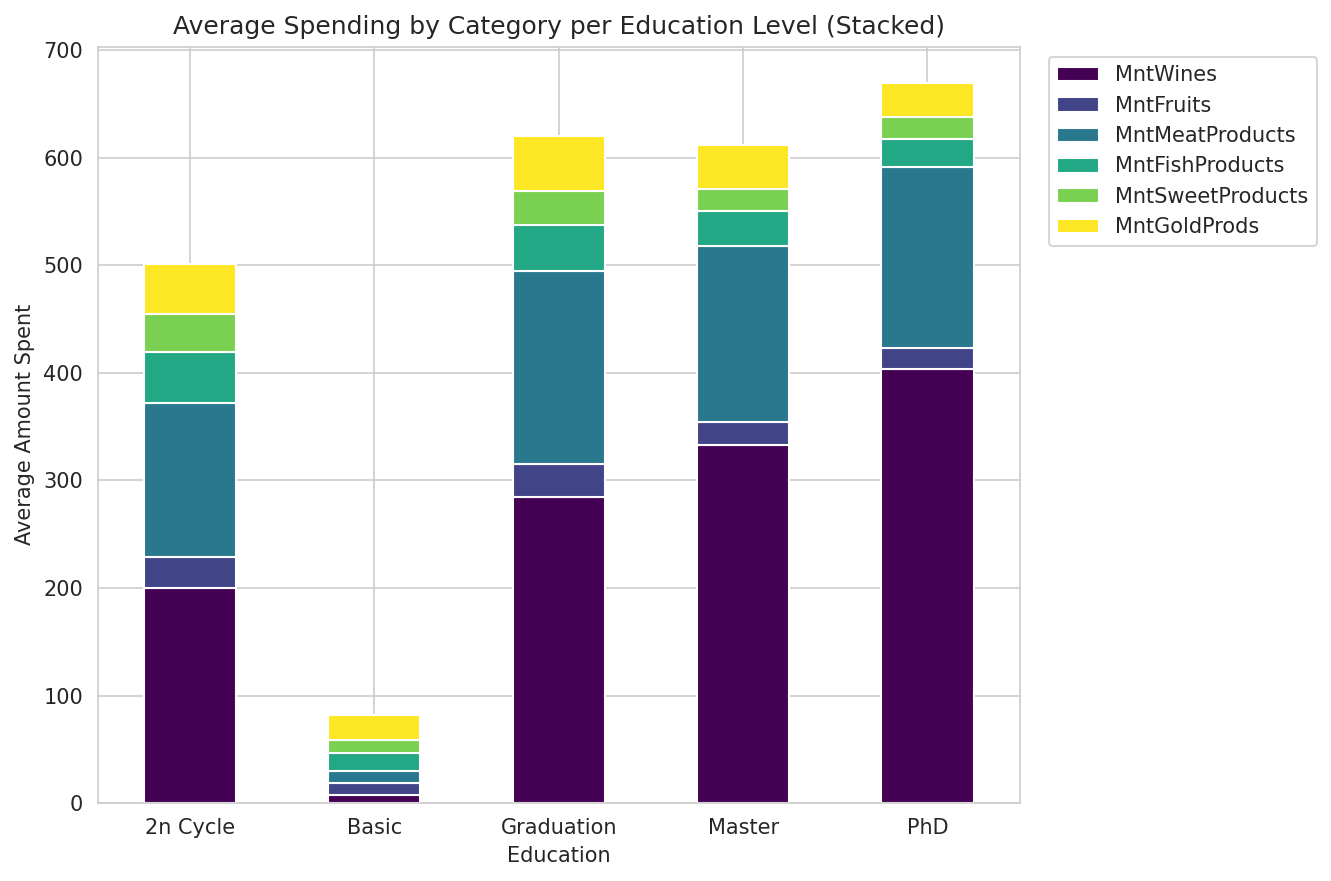 Average Spending by Category per Education Level (Stacked)
MntWines
MntFruits
MntMeatProducts
MntFishProducts
MntSweetProducts
MntGoldProds
Average Amount Spent
700
600
500
400
300
200
100
0
2n Cycle Basic Graduation Master PhD
Education